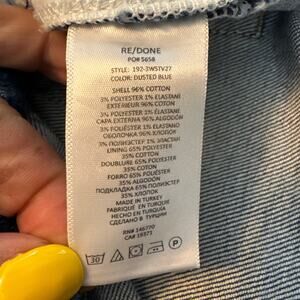 RE/DONE
PO# 5658
STYLE: 192-3WSTV27
COLOR: DUSTED BLUE
SHELL 96% COTTON
3% POLYESTER 1% ELASTANE
EXTERIEUR 96% COTON
3% POLYESTER 1% ELASTANE
CAPA EXTERNA 96% ALGODÓN
3% POLIÉSTER 1% ELASTANO
ОБОЛОЧКА 96% ХЛОПОК
3% ПОЛИЭСТЕР 1% ЭЛАСТАН
LINING 65% POLYESTER
35% COTTON
DOUBLURE 65% POLYESTER
35% COTON
FORRO 65% POLIÉSTER
35% ALGODÓN
ПОДКЛАДКА 65% ПОЛИЭСТЕР
35% ХЛОПОК
MADE IN TURKEY
FABRIQUÉ EN TURQUIE
HECHO EN TURQUÍA
СДЕЛАНО В ТУРЦИИ
RN# 146770
CA# 19371
30
P